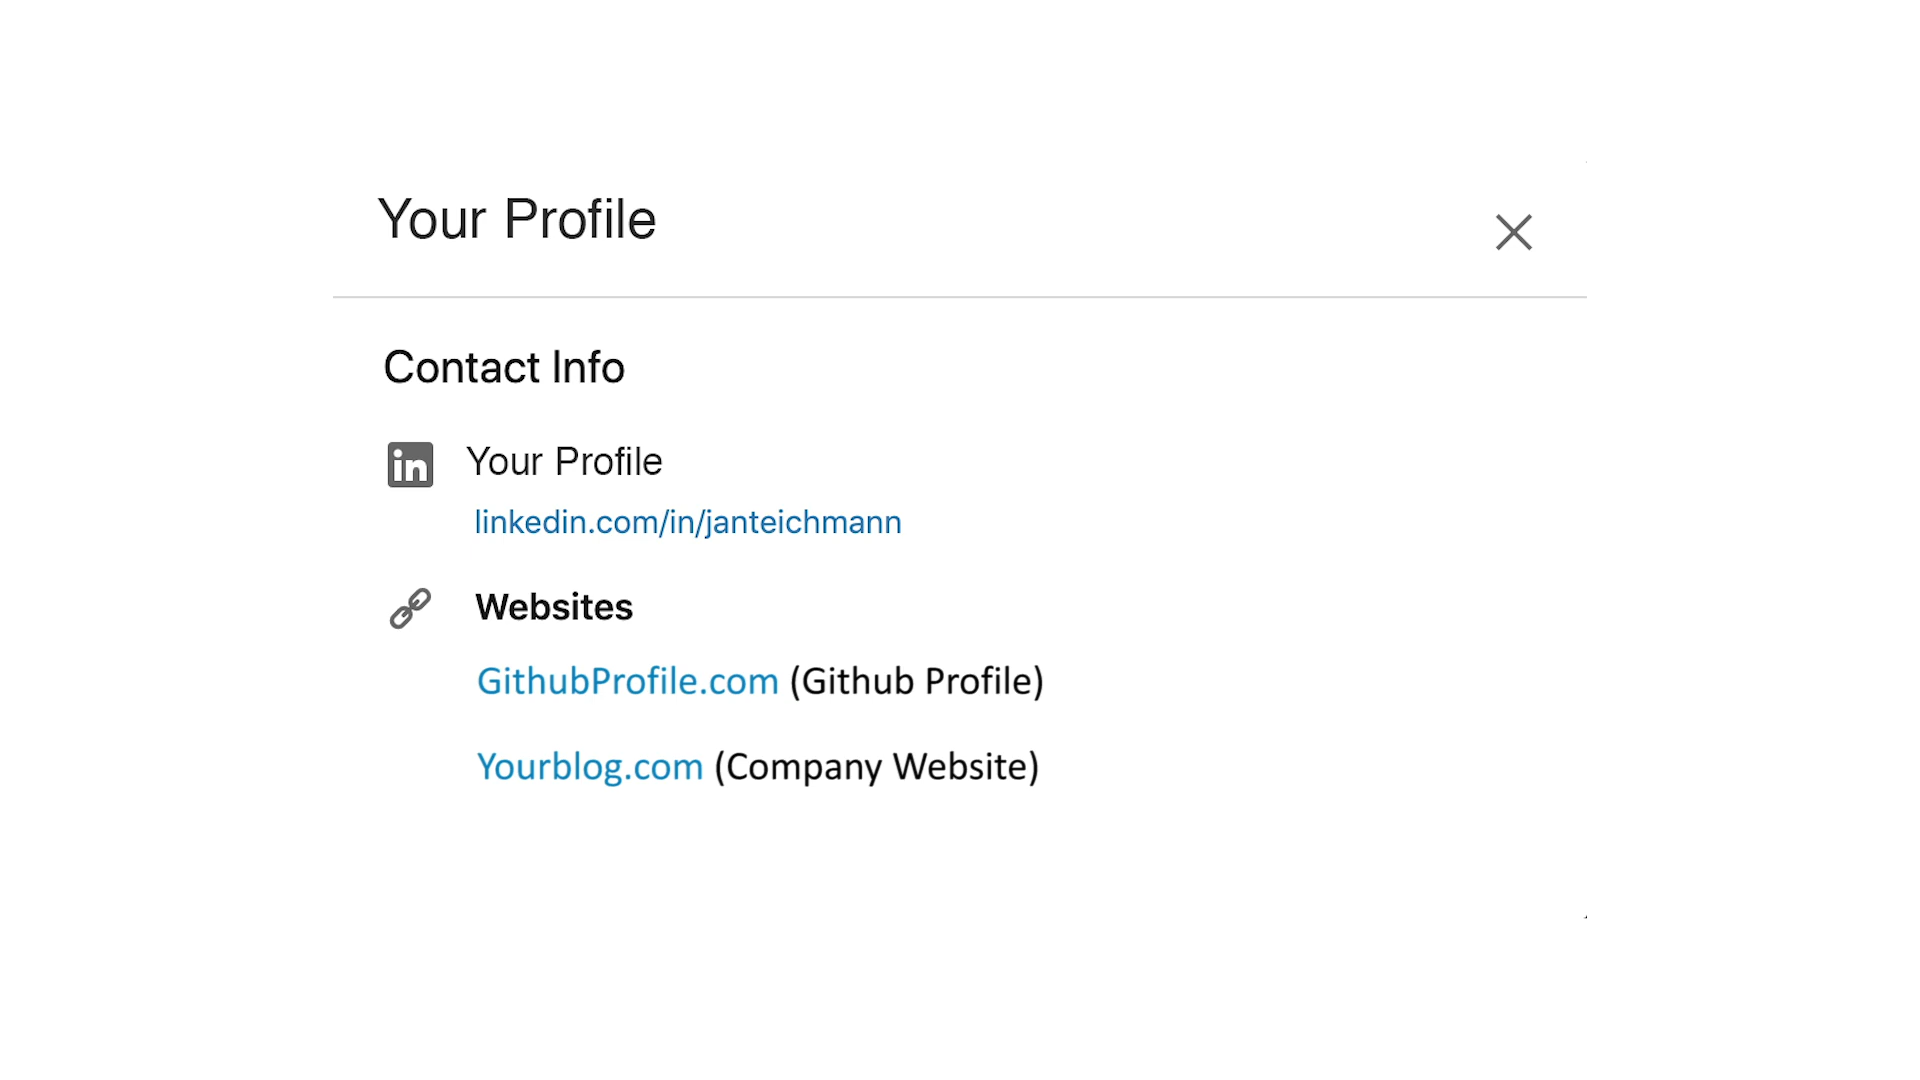 Your Profile
Contact Info
in
Your Profile
linkedin.com/in/janteichmann
Websites
GithubProfile.com (Github Profile)
Yourblog.com (Company Website)